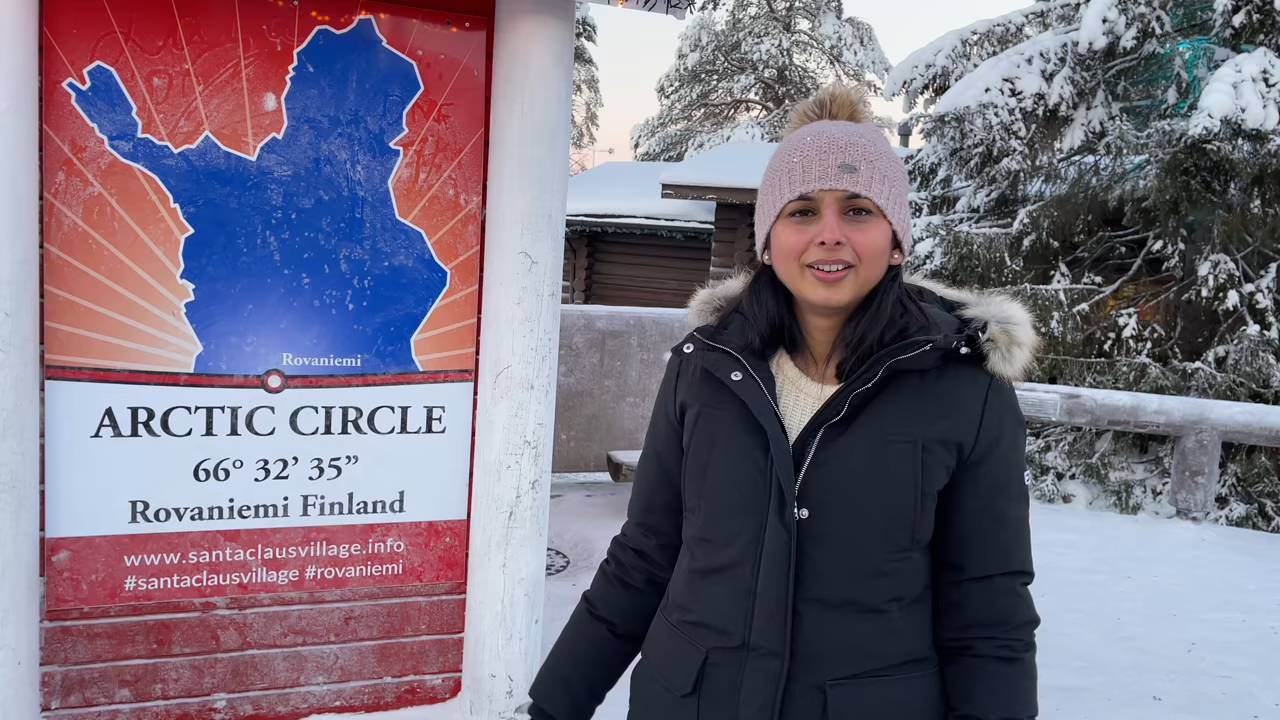 Rovaniemi
ARCTIC CIRCLE
66° 32’ 35”
Rovaniemi Finland
www.santaclausvillage.info
#santaclausvillage #rovaniemi